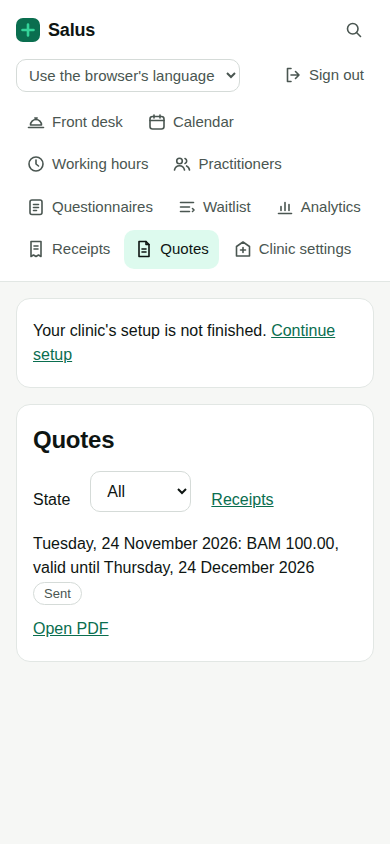 Salus
Use the browser's language
Sign out
Front desk
Calendar
Working hours
Practitioners
Questionnaires
Waitlist
Analytics
Receipts
Quotes
Clinic settings
Your clinic's setup is not finished. Continue
setup
Quotes
State
All
Receipts
Tuesday, 24 November 2026: BAM 100.00,
valid until Thursday, 24 December 2026
Sent
Open PDF